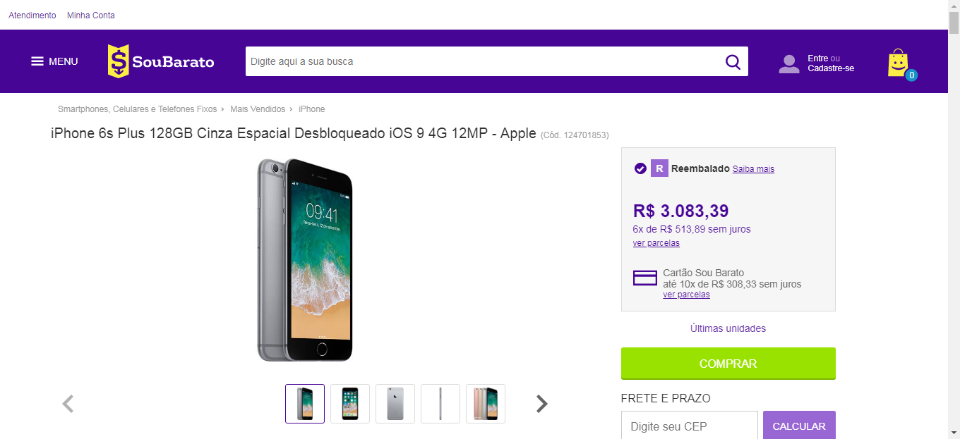 Atendimento Minha Conta
MENU
SouBarato
Digite aqui a sua busca
Entre ou
Cadastre-se
0
Smartphones, Celulares e Telefones Fixos › Mais Vendidos › iPhone
iPhone 6s Plus 128GB Cinza Espacial Desbloqueado iOS 9 4G 12MP - Apple (Cód. 124701853)
09:41
R Reembalado Saiba mais
R$ 3.083,39
6x de R$ 513,89 sem juros
ver parcelas
Cartão Sou Barato
até 10x de R$ 308,33 sem juros
ver parcelas
Últimas unidades
COMPRAR
FRETE E PRAZO
Digite seu CEP
CALCULAR